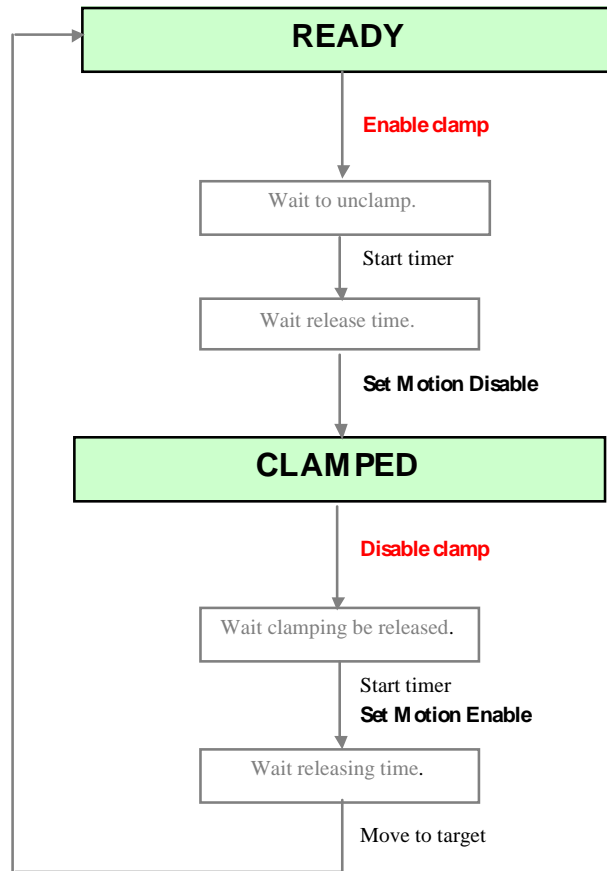 READY
Enable clamp
Wait to unclamp.
Start timer
Wait release time.
Set Motion Disable
CLAMPED
Disable clamp
Wait clamping be released.
Start timer
Set Motion Enable
Wait releasing time.
Move to target